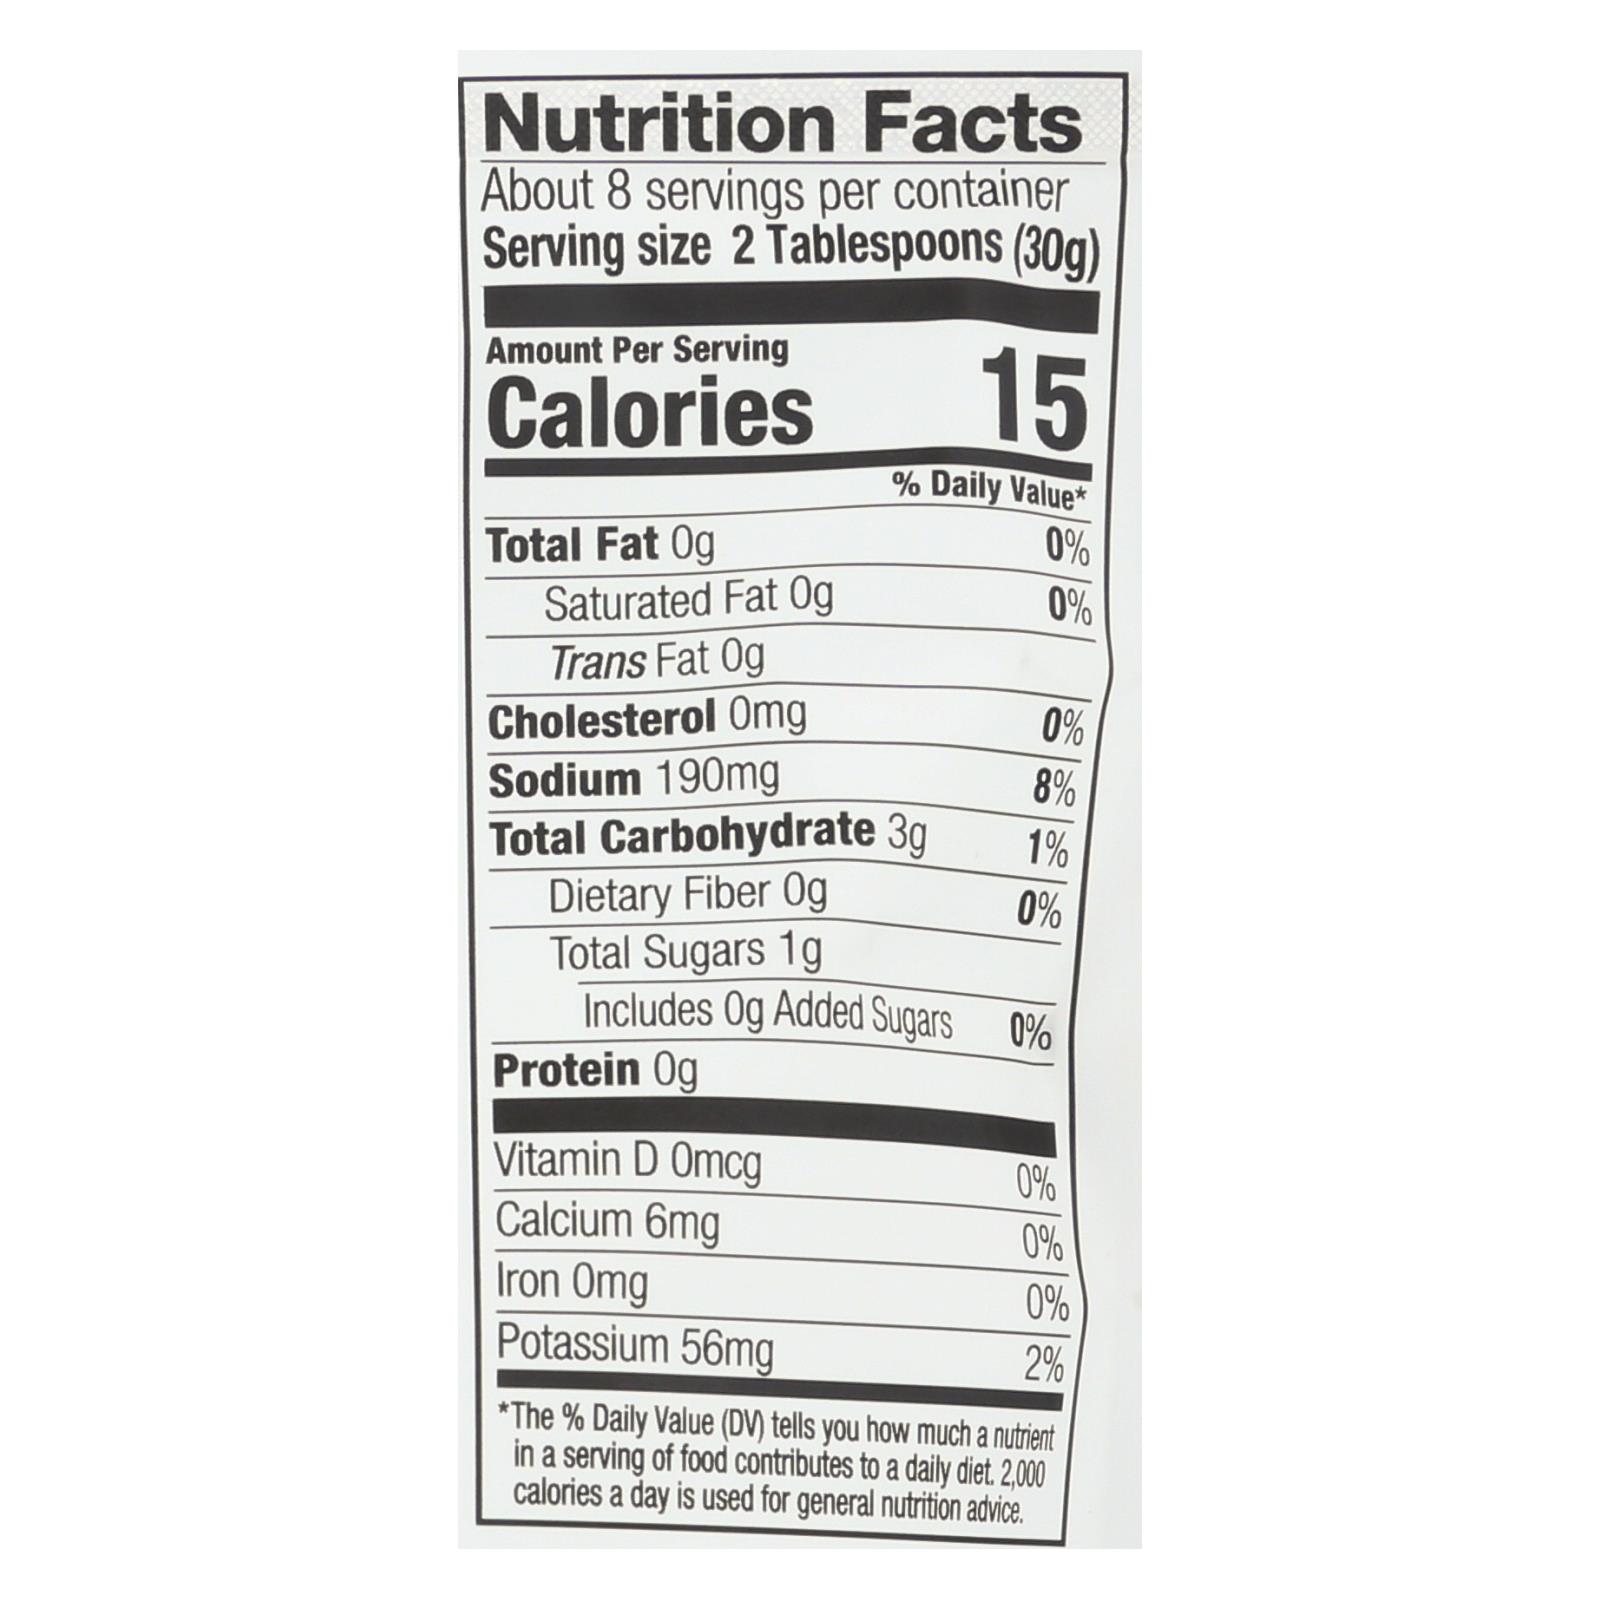 Nutrition Facts
About 8 servings per container
Serving size 2 Tablespoons (30g)
Amount Per Serving
Calories 15
% Daily Value*
Total Fat 0g 0%
Saturated Fat 0g 0%
Trans Fat 0g
Cholesterol 0mg 0%
Sodium 190mg 8%
Total Carbohydrate 3g 1%
Dietary Fiber 0g 0%
Total Sugars 1g
Includes 0g Added Sugars 0%
Protein 0g
Vitamin D 0mcg 0%
Calcium 6mg 0%
Iron 0mg 0%
Potassium 56mg 2%
*The % Daily Value (DV) tells you how much a nutrient
in a serving of food contributes to a daily diet. 2,000
calories a day is used for general nutrition advice.